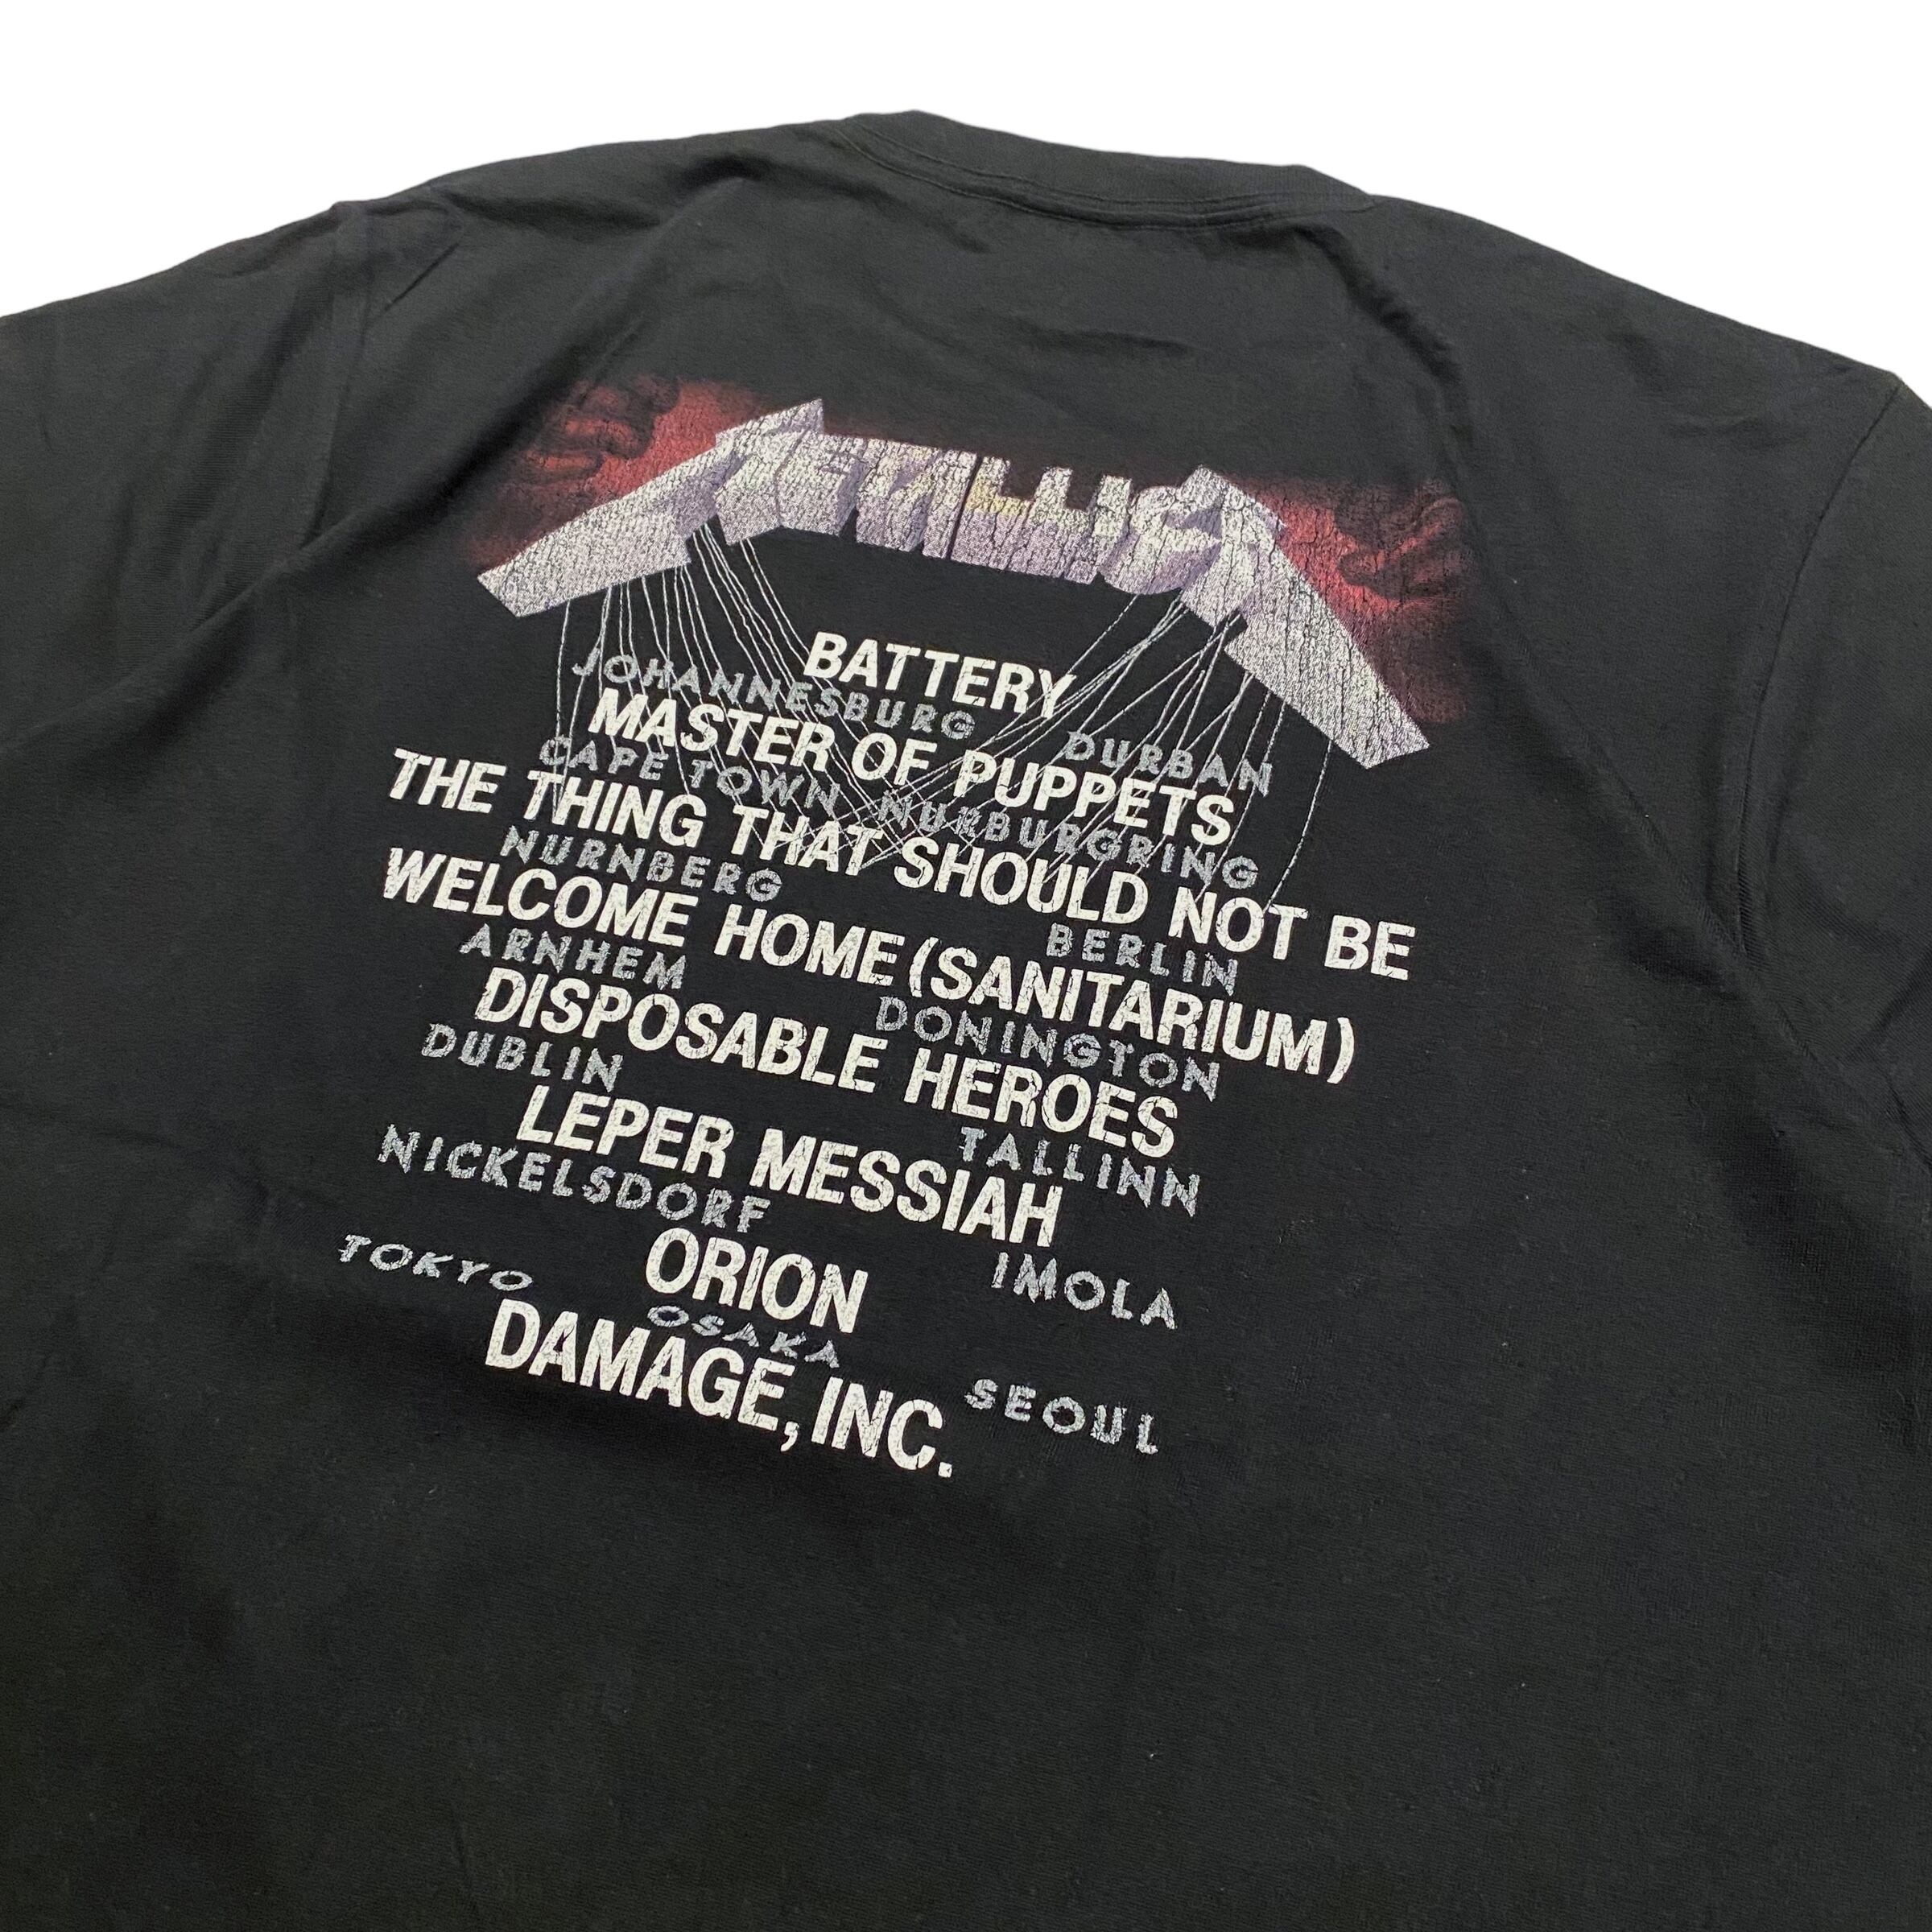 METALLICA
BATTERY
JOHANNESBURG DURBAN
MASTER OF PUPPETS
CAPE TOWN NURBURGRING
THE THING THAT SHOULD NOT BE
NURNBERG BERLIN
WELCOME HOME (SANITARIUM)
ARNHEM DONINGTON
DISPOSABLE HEROES
DUBLIN TALLINN
LEPER MESSIAH
NICKELSDORF IMOLA
ORION
TOKYO OSAKA SEOUL
DAMAGE, INC.